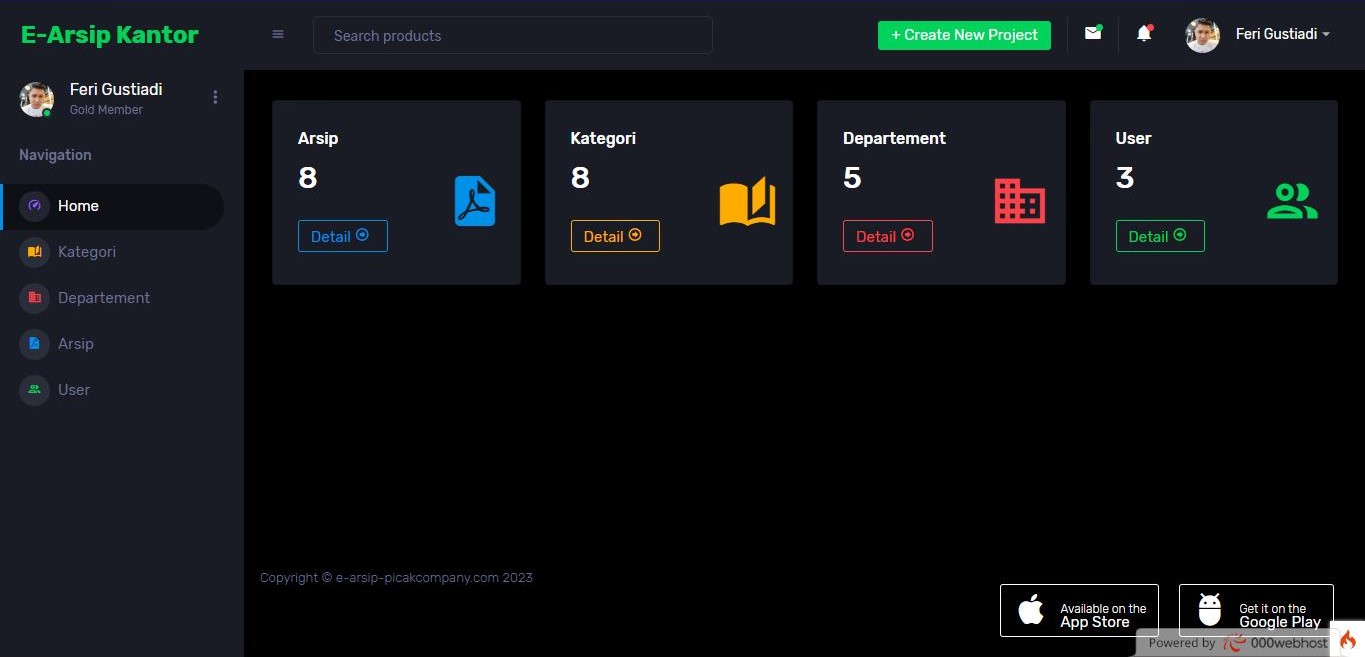 E-Arsip Kantor
Search products
+ Create New Project
Feri Gustiadi
Feri Gustiadi
Gold Member
Navigation
Home
Kategori
Departement
Arsip
User
Arsip
8
Detail
Kategori
8
Detail
Departement
5
Detail
User
3
Detail
Copyright © e-arsip-picakcompany.com 2023
Available on the
App Store
Get it on the
Google Play
Powered by 000webhost